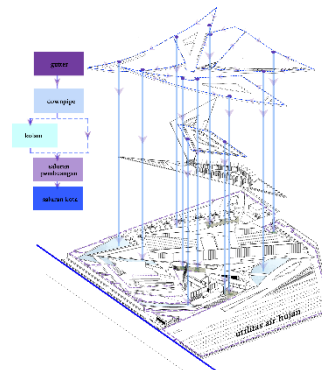 gutter
downpipe
kolam
saluran
pembuangan
saluran kota
utilitas air hujan